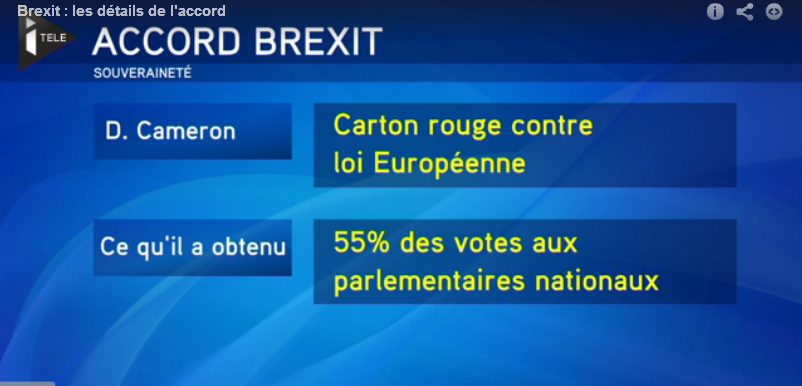 Brexit : les détails de l'accord
i TELE
ACCORD BREXIT
SOUVERAINETÉ
D. Cameron
Carton rouge contre
loi Européenne
Ce qu'il a obtenu
55% des votes aux
parlementaires nationaux